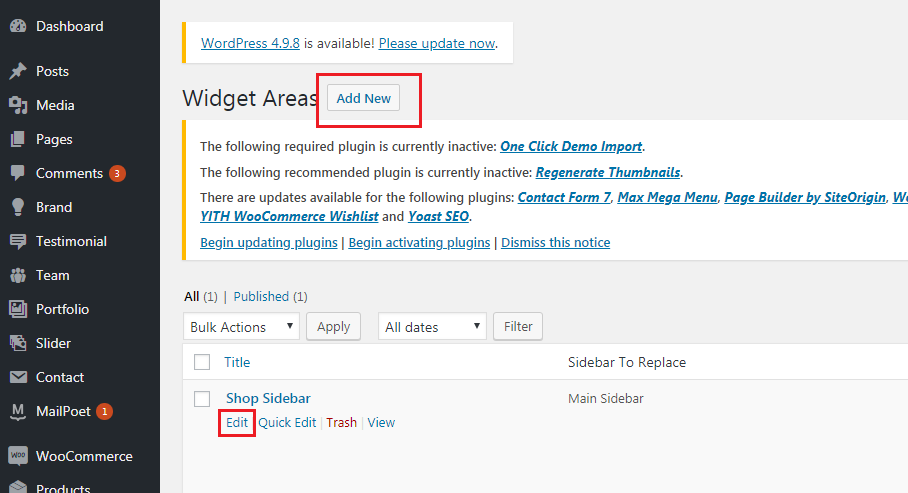 Dashboard
Posts
Media
Pages
Comments 3
Brand
Testimonial
Team
Portfolio
Slider
Contact
MailPoet 1
WooCommerce
Products
WordPress 4.9.8 is available! Please update now.
Widget Areas Add New
The following required plugin is currently inactive: One Click Demo Import.
The following recommended plugin is currently inactive: Regenerate Thumbnails.
There are updates available for the following plugins: Contact Form 7, Max Mega Menu, Page Builder by SiteOrigin,
YITH WooCommerce Wishlist and Yoast SEO.
Begin updating plugins | Begin activating plugins | Dismiss this notice
All (1) | Published (1)
Bulk Actions Apply All dates Filter
Title Sidebar To Replace
Shop Sidebar Main Sidebar
Edit Quick Edit | Trash | View